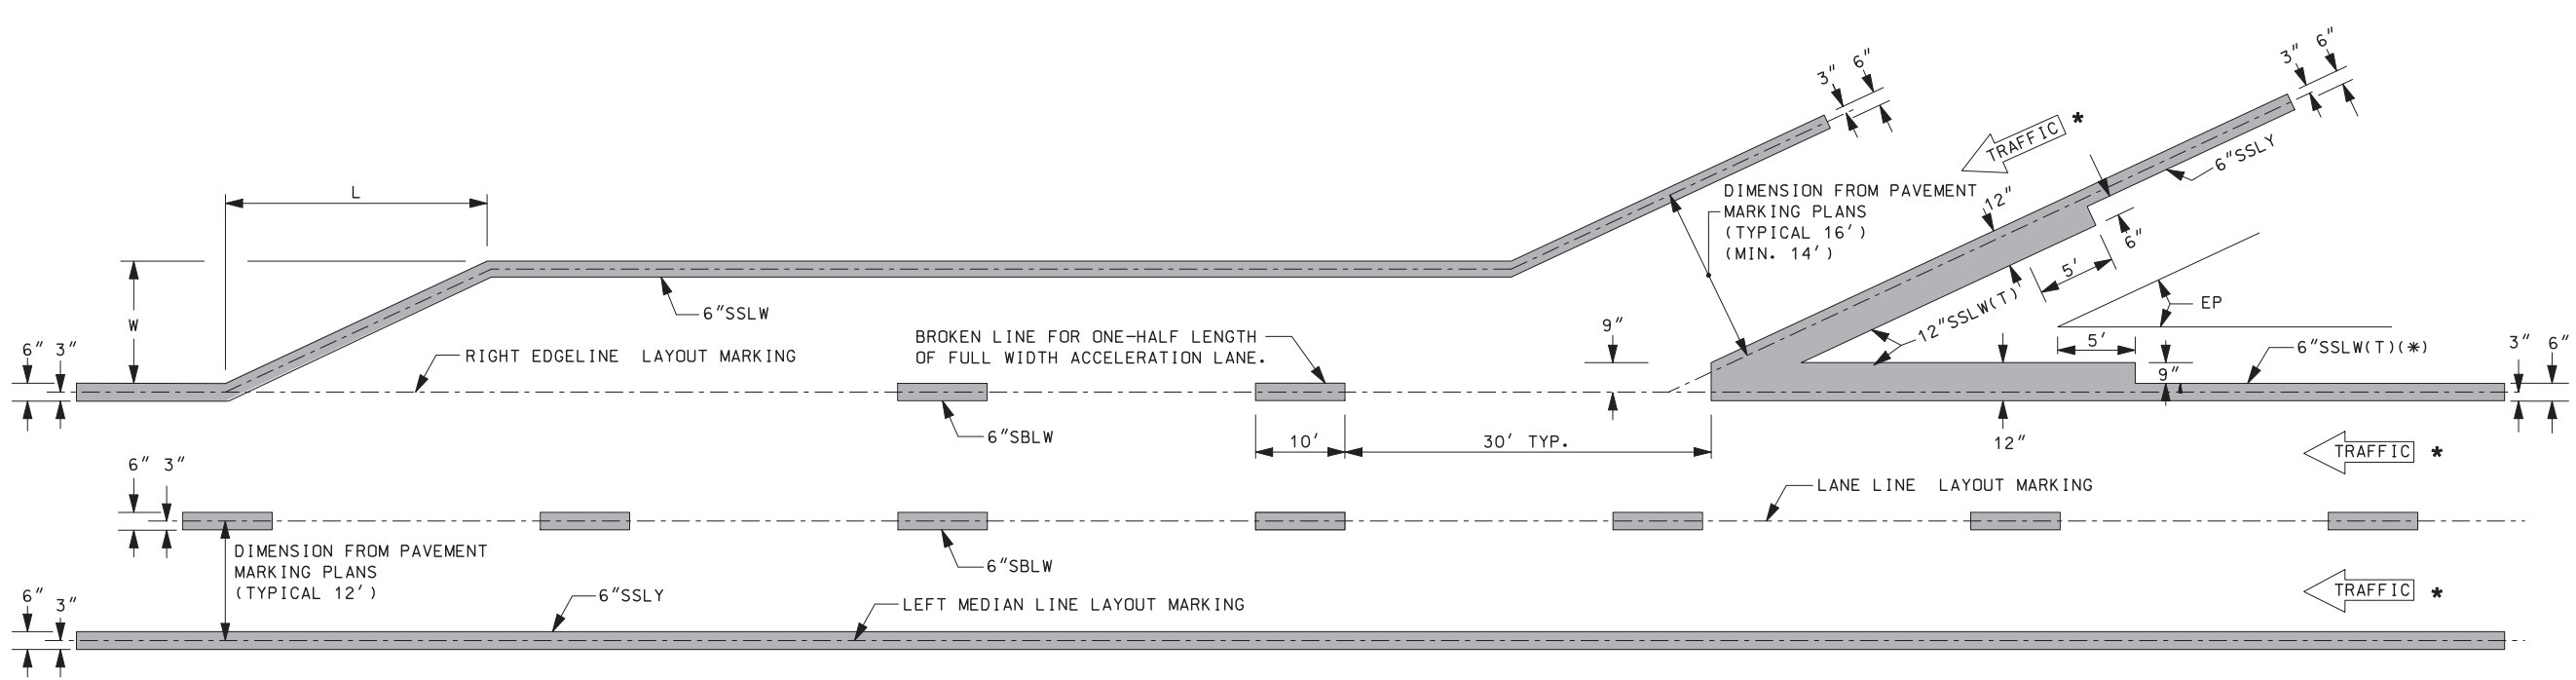 6″
3″
3″
6″
TRAFFIC *
6″SSLY
L
DIMENSION FROM PAVEMENT
MARKING PLANS
(TYPICAL 16′)
(MIN. 14′)
12″
6″
5′
EP
W
6″SSLW
12″SSLW(T)
9″
BROKEN LINE FOR ONE-HALF LENGTH
OF FULL WIDTH ACCELERATION LANE.
RIGHT EDGELINE LAYOUT MARKING
5′
6″SSLW(T)(*)
6″ 3″
3″ 6″
9″
6″SBLW
10′
30′ TYP.
12″
TRAFFIC *
6″ 3″
LANE LINE LAYOUT MARKING
DIMENSION FROM PAVEMENT
MARKING PLANS
(TYPICAL 12′)
6″SBLW
6″ 3″
6″SSLY
LEFT MEDIAN LINE LAYOUT MARKING
TRAFFIC *